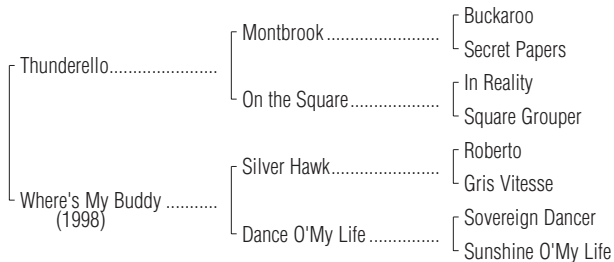 Buckaroo
Montbrook
Secret Papers
Thunderello
In Reality
On the Square
Square Grouper
Roberto
Silver Hawk
Gris Vitesse
Where's My Buddy
(1998)
Sovereign Dancer
Dance O'My Life
Sunshine O'My Life